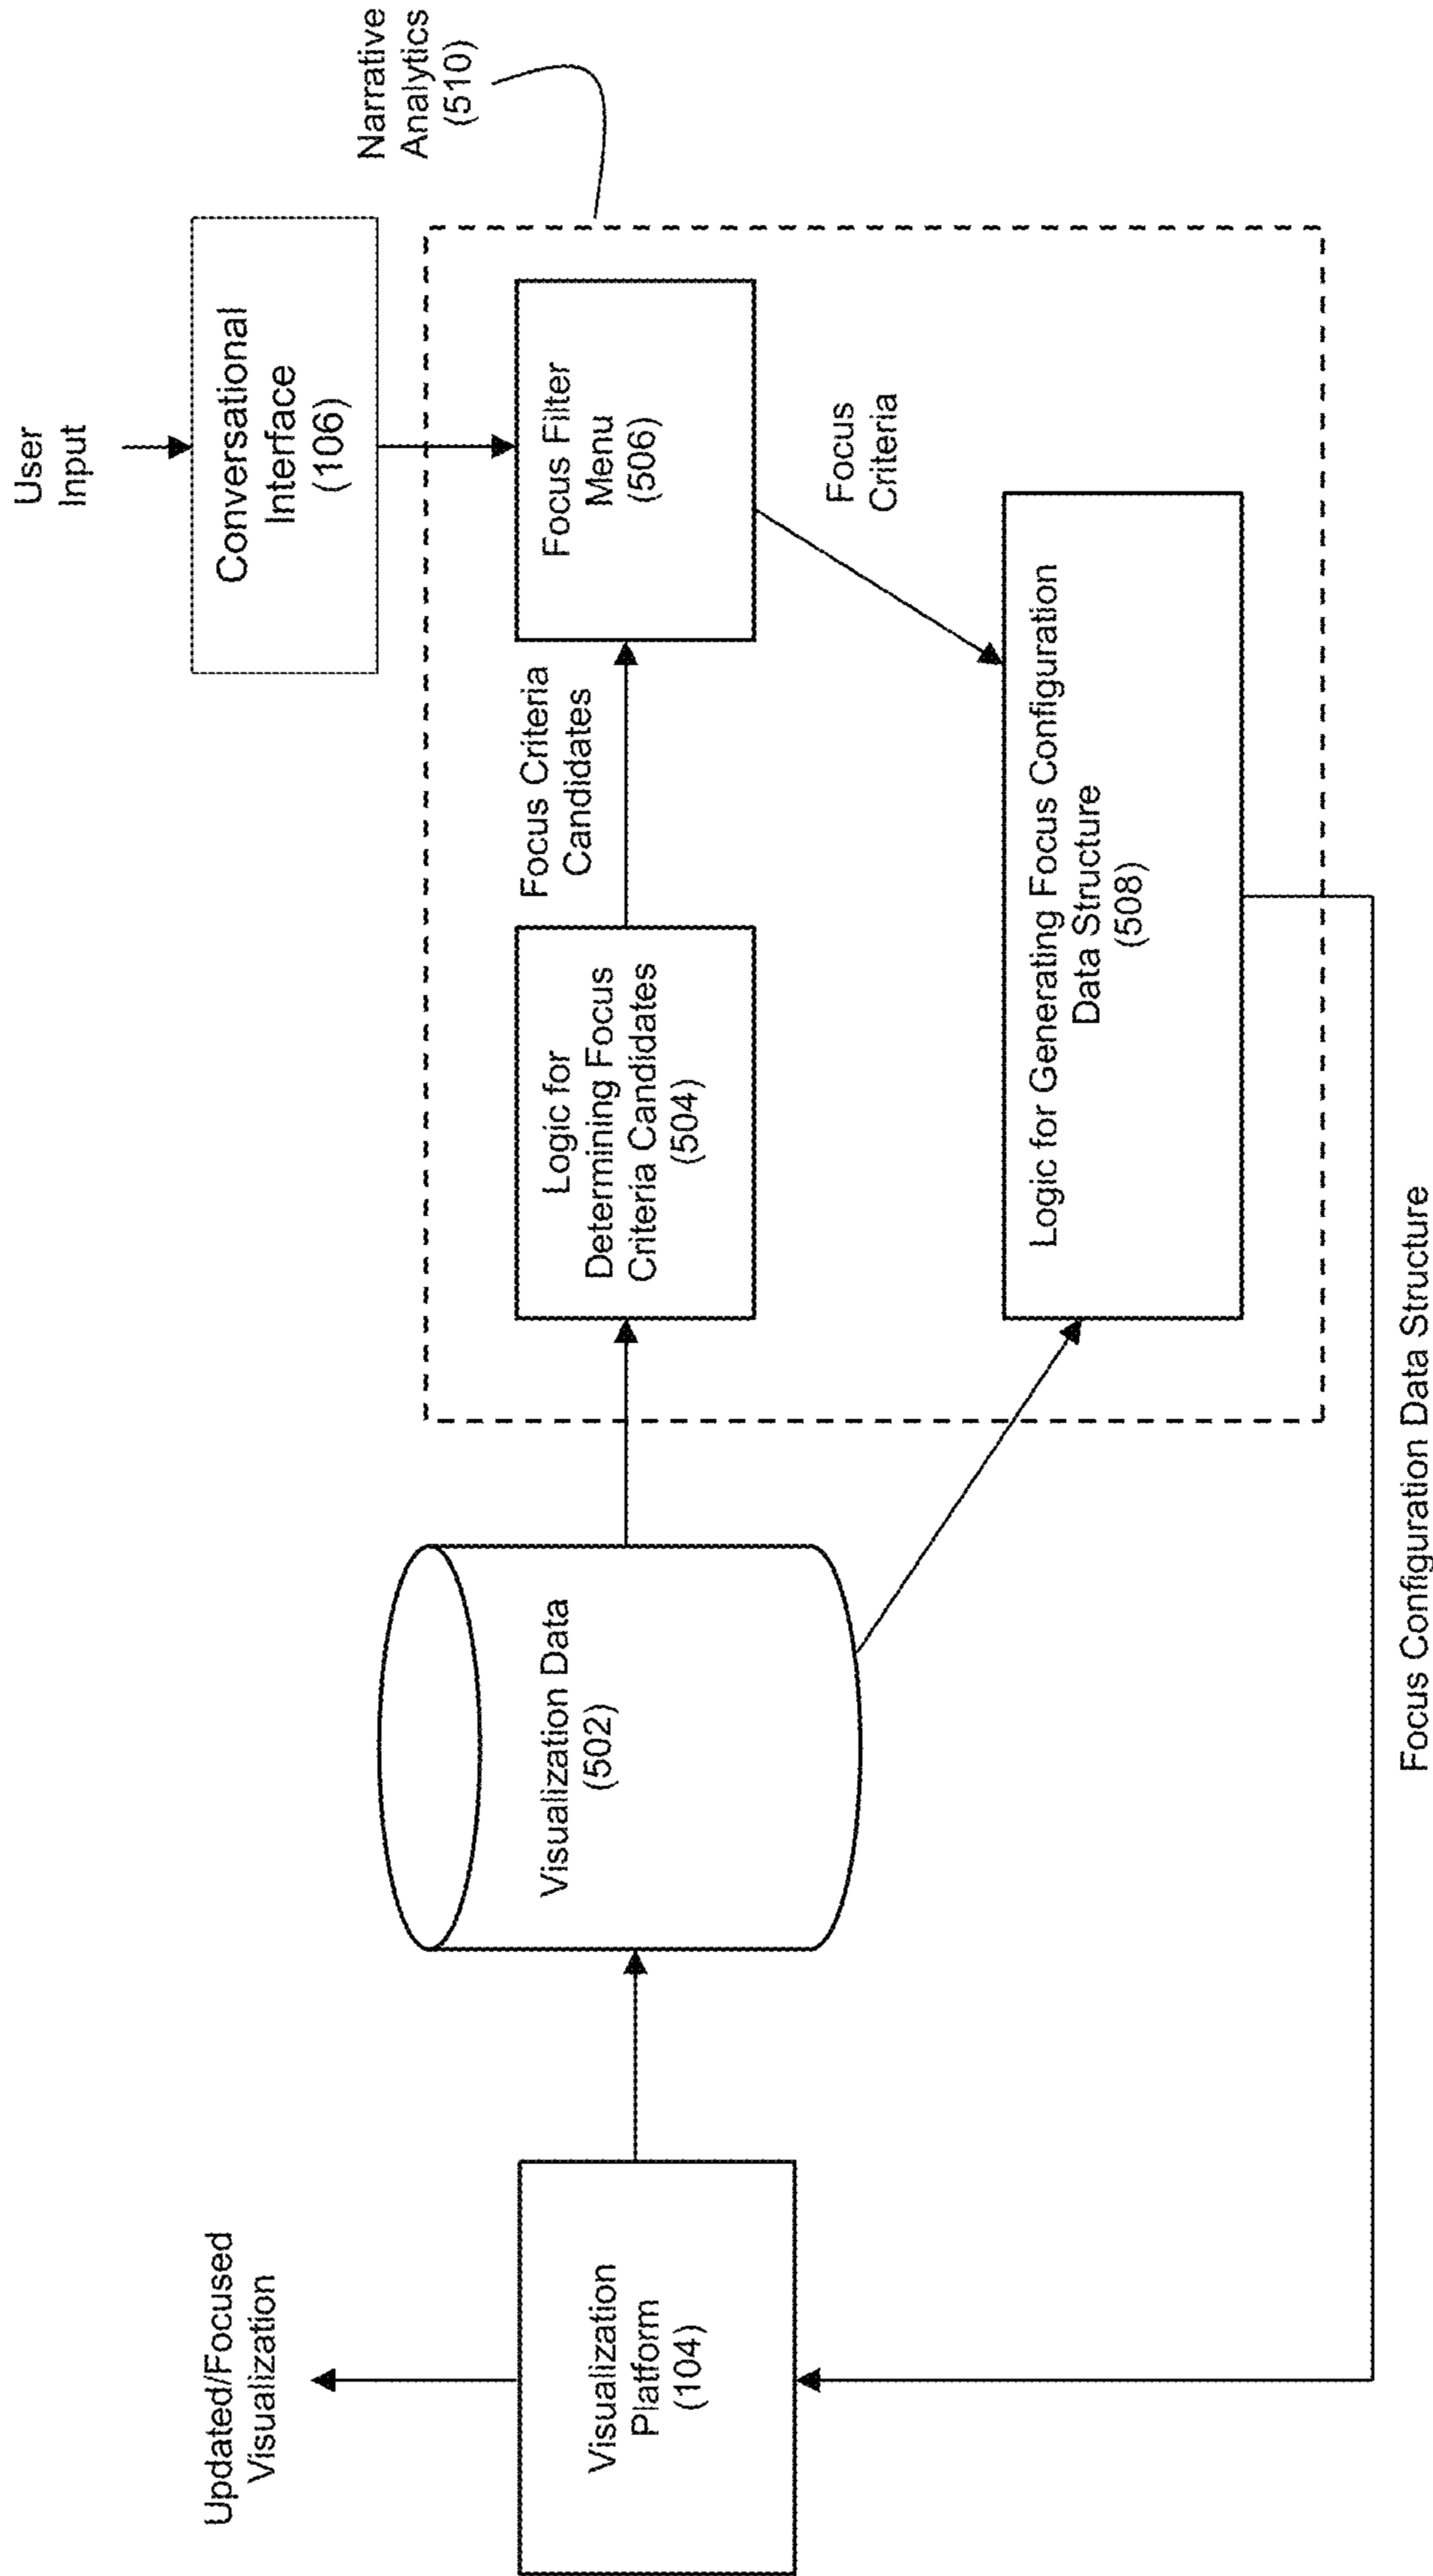 User
Input
Conversational
Interface
(106)
Narrative
Analytics
(510)
Updated/Focused
Visualization
Visualization
Platform
(104)
Visualization Data
(502)
Logic for
Determining Focus
Criteria Candidates
(504)
Focus Criteria
Candidates
Focus Filter
Menu
(506)
Focus
Criteria
Logic for Generating Focus Configuration
Data Structure
(508)
Focus Configuration Data Structure